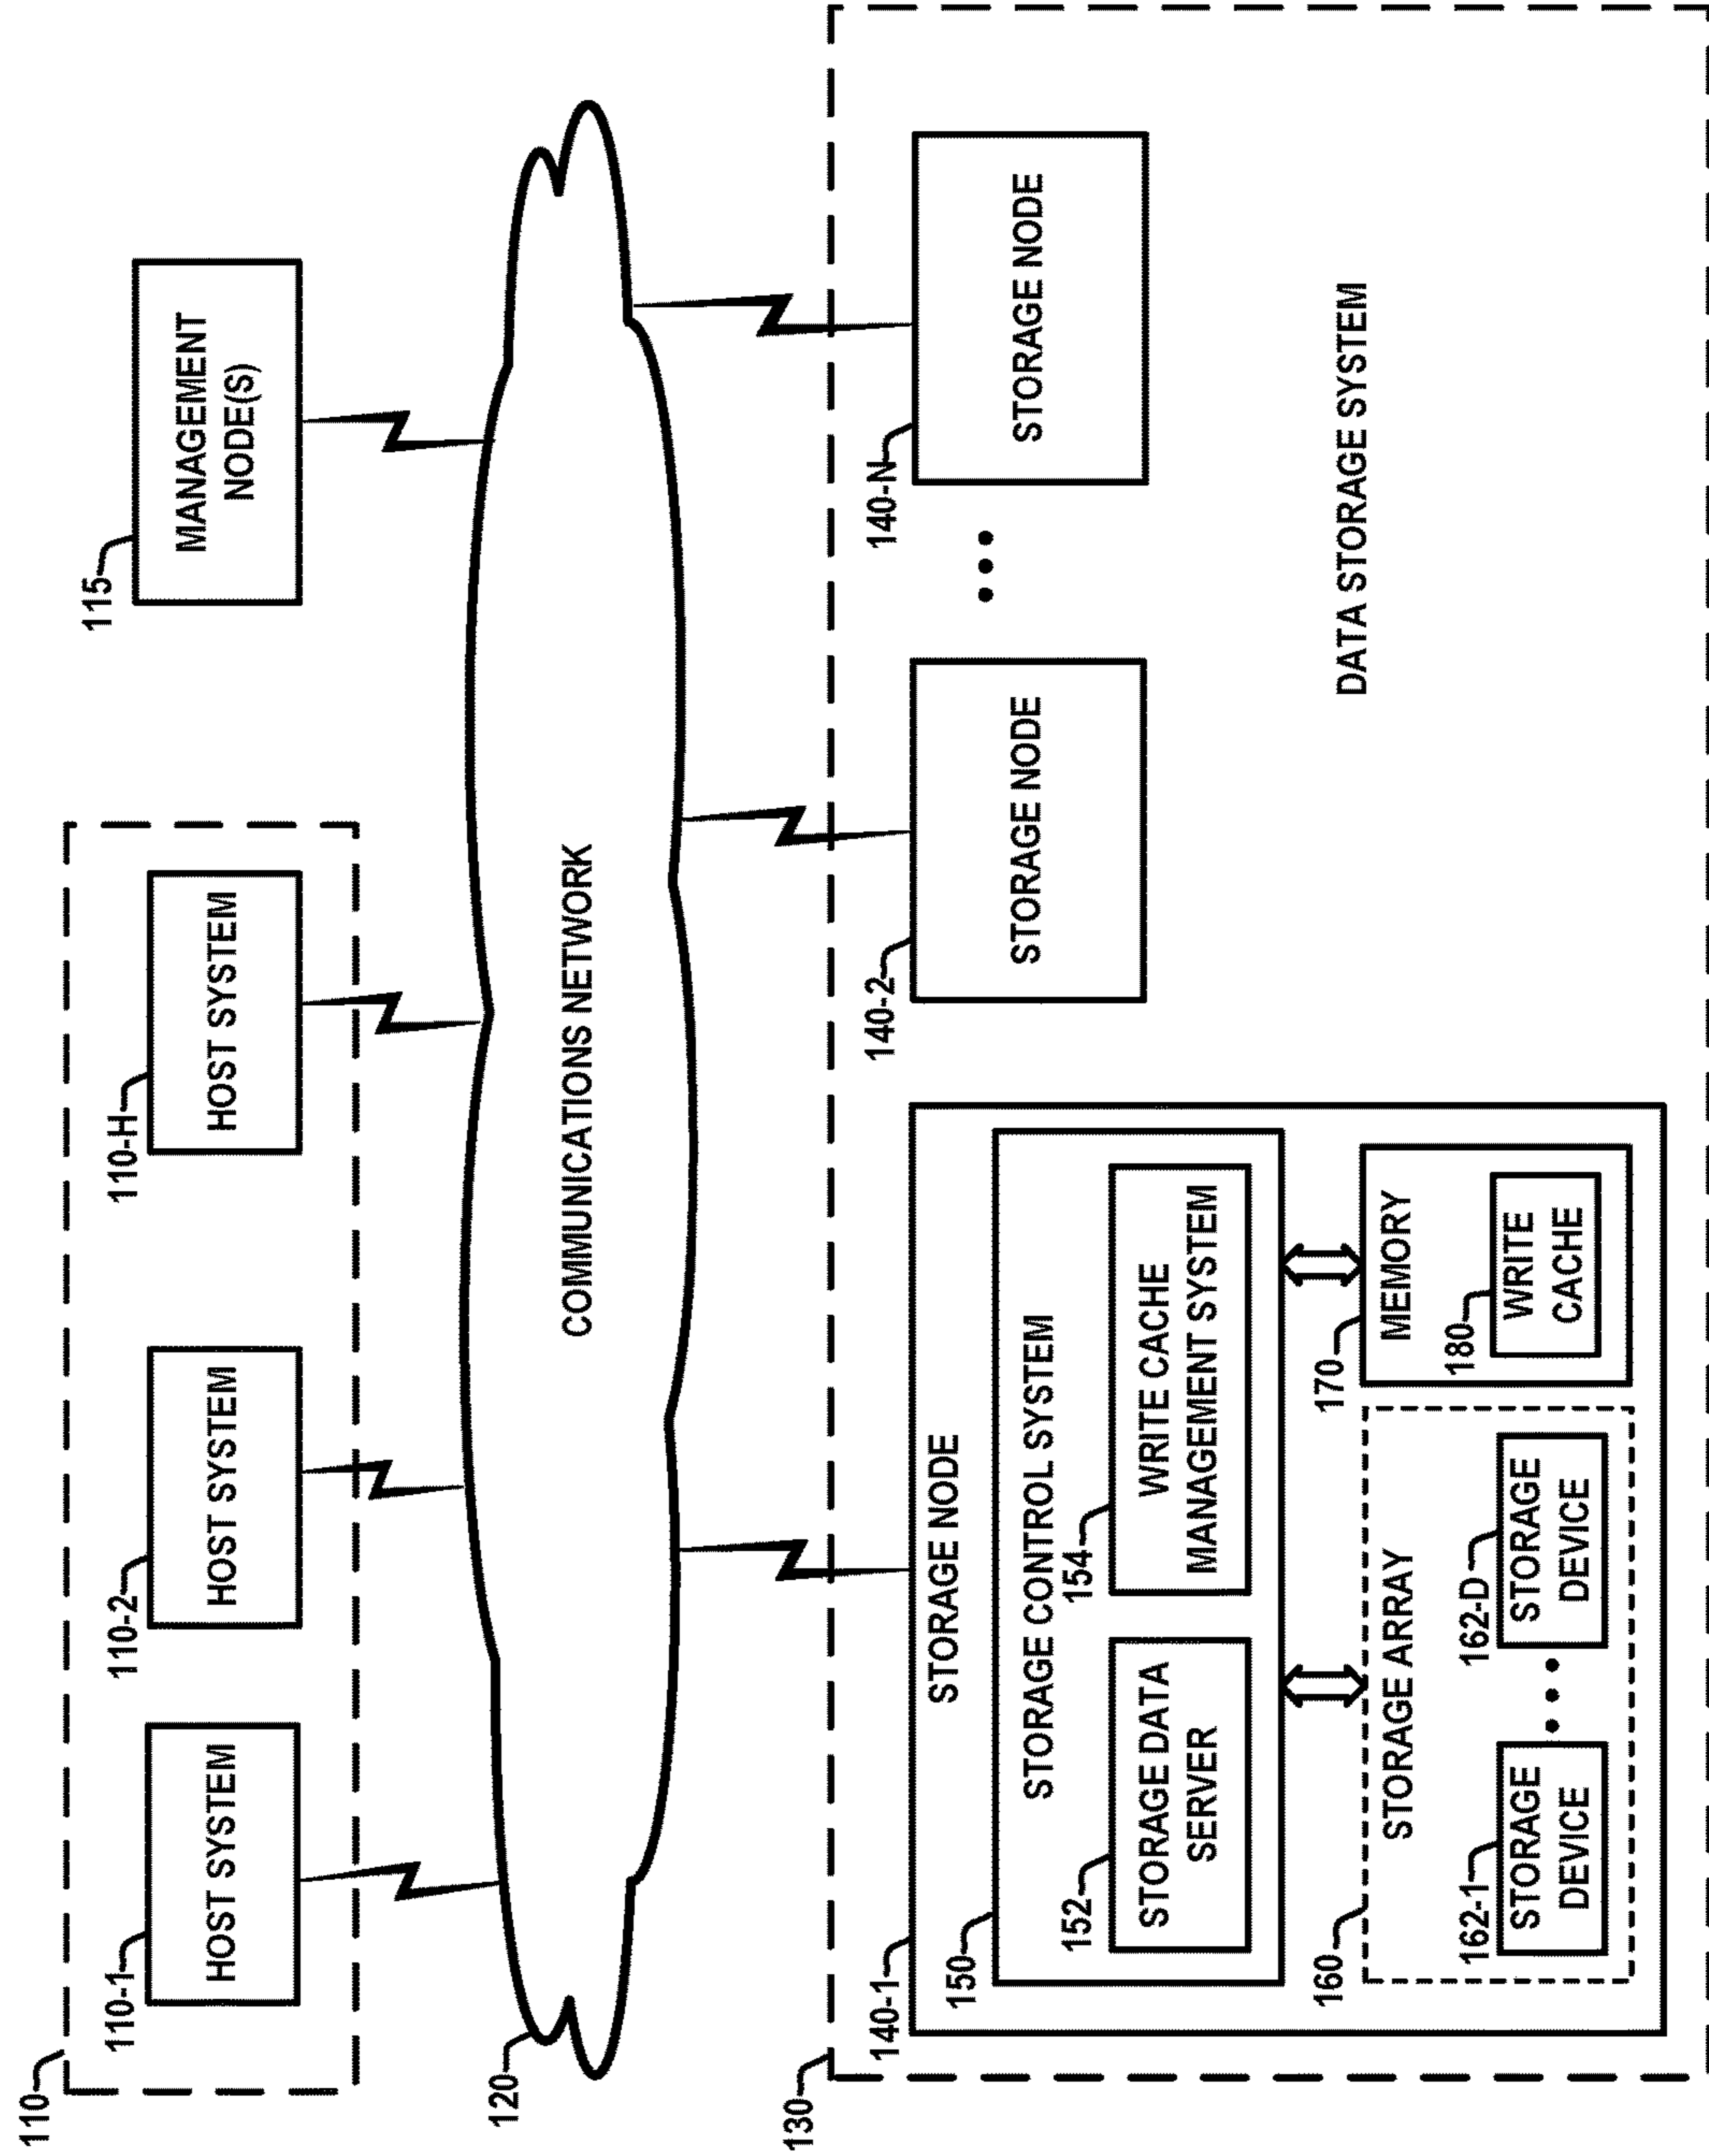 110
110-1
HOST SYSTEM
110-2
HOST SYSTEM
110-H
HOST SYSTEM
115
MANAGEMENT
NODE(S)
120
COMMUNICATIONS NETWORK
130
140-1
STORAGE NODE
150
STORAGE CONTROL SYSTEM
152
STORAGE DATA
SERVER
154
WRITE CACHE
MANAGEMENT SYSTEM
160
STORAGE ARRAY
162-1
STORAGE
DEVICE
• • •
162-D
STORAGE
DEVICE
170
MEMORY
180
WRITE
CACHE
140-2
STORAGE NODE
• • •
140-N
STORAGE NODE
DATA STORAGE SYSTEM